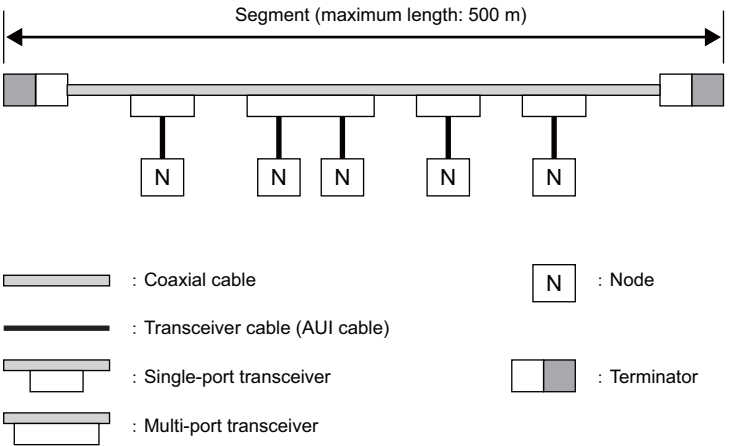 Segment (maximum length: 500 m)
N N N N N
: Coaxial cable
N : Node
: Transceiver cable (AUI cable)
: Single-port transceiver
: Terminator
: Multi-port transceiver